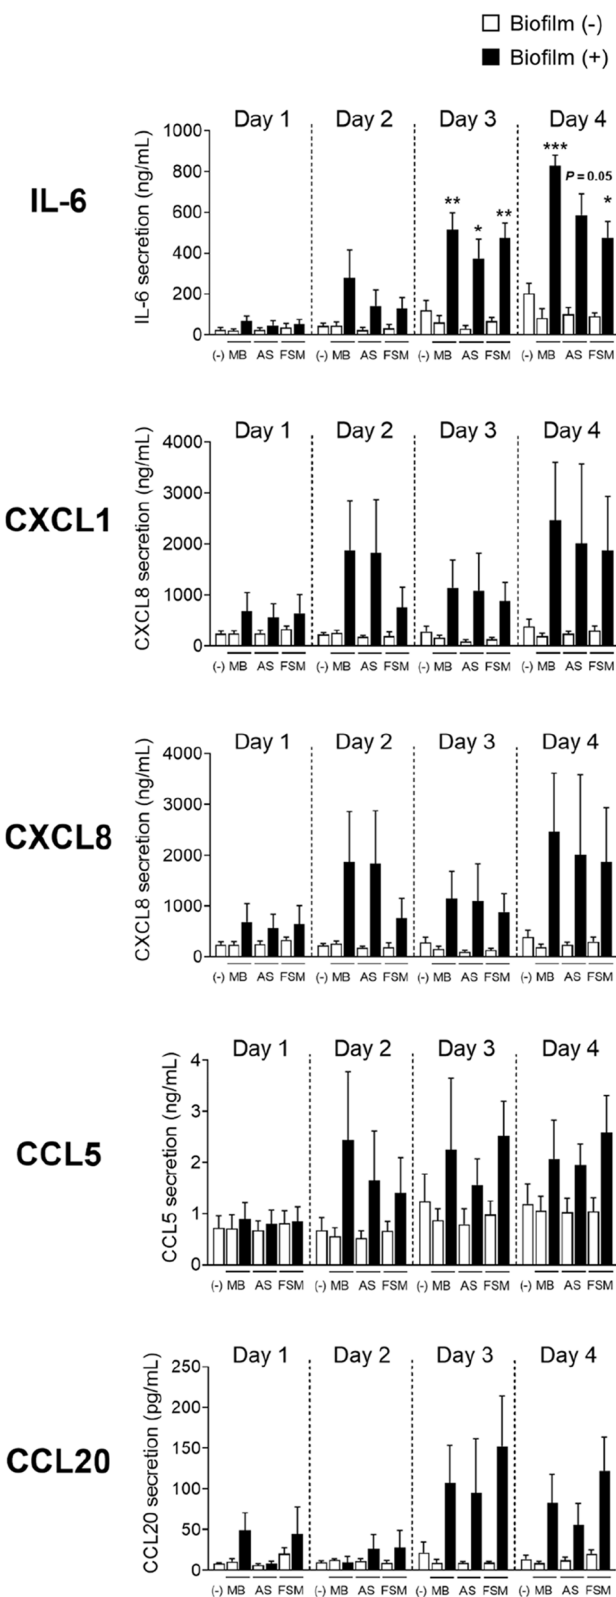 Biofilm (-)
Biofilm (+)
IL-6
IL-6 secretion (ng/mL)
Day 1 Day 2 Day 3 Day 4
1000
800
600
400
200
0
** * ** *** P = 0.05 *
(-) MB AS FSM (-) MB AS FSM (-) MB AS FSM (-) MB AS FSM
CXCL1
CXCL8 secretion (ng/mL)
Day 1 Day 2 Day 3 Day 4
4000
3000
2000
1000
0
(-) MB AS FSM (-) MB AS FSM (-) MB AS FSM (-) MB AS FSM
CXCL8
CXCL8 secretion (ng/mL)
Day 1 Day 2 Day 3 Day 4
4000
3000
2000
1000
0
(-) MB AS FSM (-) MB AS FSM (-) MB AS FSM (-) MB AS FSM
CCL5
CCL5 secretion (ng/mL)
Day 1 Day 2 Day 3 Day 4
4
3
2
1
0
(-) MB AS FSM (-) MB AS FSM (-) MB AS FSM (-) MB AS FSM
CCL20
CCL20 secretion (pg/mL)
Day 1 Day 2 Day 3 Day 4
250
200
150
100
50
0
(-) MB AS FSM (-) MB AS FSM (-) MB AS FSM (-) MB AS FSM